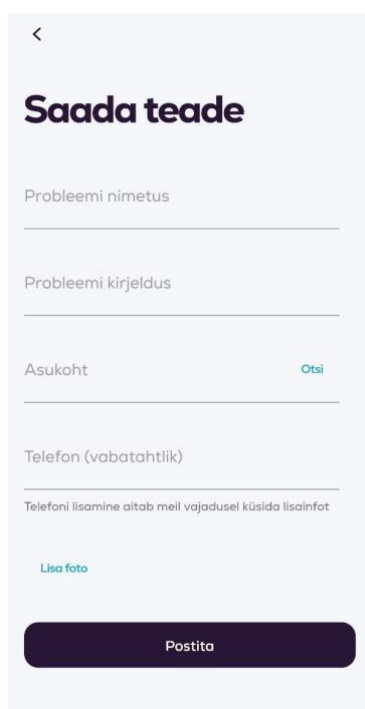 Saada teade
Probleemi nimetus
Probleemi kirjeldus
Asukoht Otsi
Telefon (vabatahtlik)
Telefoni lisamine aitab meil vajadusel küsida lisainfot
Lisa foto
Postita